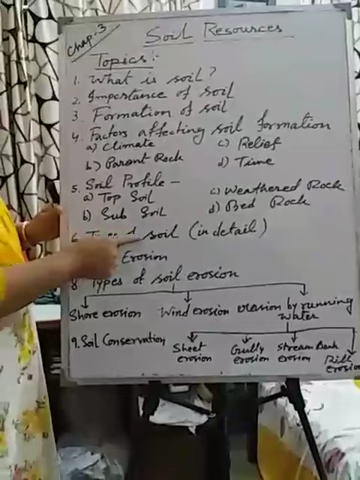 Chap: 3
Soil Resources
Topics:-
1. What is soil?
2. Importance of soil
3. Formation of soil
4. Factors affecting soil formation
a) Climate c) Relief
b) Parent Rock d) Time
5. Soil Profile -
a) Top Soil c) Weathered Rock
b) Sub Soil d) Bed Rock
6. soil (in detail)
Erosion
8 Types of soil erosion
Shore erosion Wind erosion Erosion by running
water
9. Soil Conservation Sheet erosion Gully erosion Stream Bank erosion Rill erosion